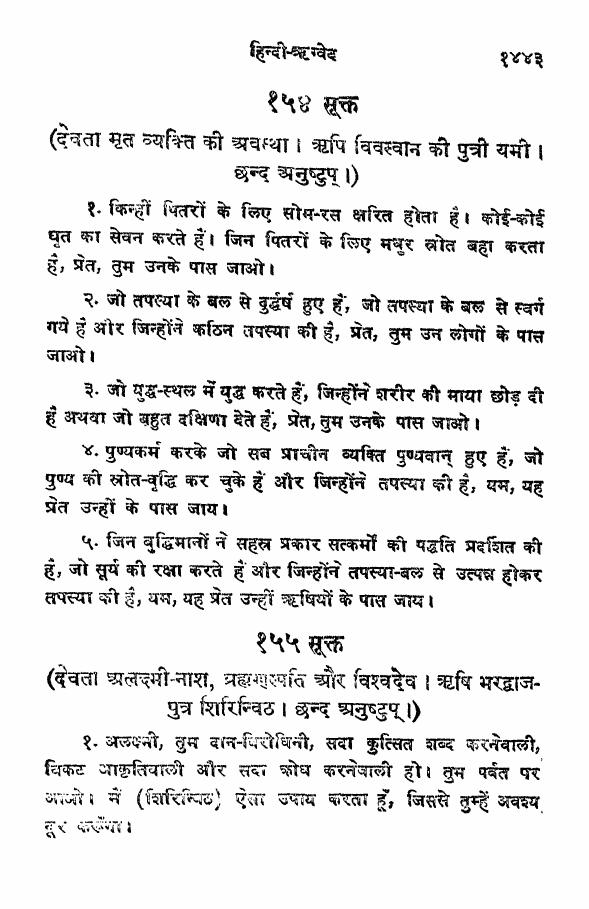 हिन्दी-ऋग्वेद १४४३
१५४ सूक्त
(देवता मृत व्यक्ति की अवस्था। ऋषि विवस्वान की पुत्री यमी।
छन्द अनुष्टुप्।)
१. किन्हीं पितरों के लिए सोम-रस क्षरित होता है। कोई-कोई
घृत का सेवन करते हैं। जिन पितरों के लिए मधुर स्रोत बहा करता
है, प्रेत, तुम उनके पास जाओ।
२. जो तपस्या के बल से दुर्द्धर्ष हुए हैं, जो तपस्या के बल से स्वर्ग
गये हैं और जिन्होंने कठिन तपस्या की है, प्रेत, तुम उन लोगों के पास
जाओ।
३. जो युद्ध-स्थल में युद्ध करते हैं, जिन्होंने शरीर की माया छोड़ दी
है अथवा जो बहुत दक्षिणा देते हैं, प्रेत, तुम उनके पास जाओ।
४. पुण्यकर्म करके जो सब प्राचीन व्यक्ति पुण्यवान् हुए हैं, जो
पुण्य की स्रोत-वृद्धि कर चुके हैं और जिन्होंने तपस्या की है, यम, यह
प्रेत उन्हीं के पास जाय।
५. जिन बुद्धिमानों ने सहस्र प्रकार सत्कर्मों की पद्धति प्रदर्शित की
है, जो सूर्य की रक्षा करते हैं और जिन्होंने तपस्या-बल से उत्पन्न होकर
तपस्या की है, यम, यह प्रेत उन्हीं ऋषियों के पास जाय।
१५५ सूक्त
(देवता अलक्ष्मी-नाश, ब्रह्मणस्पति और विश्वदेव। ऋषि भरद्वाज-
पुत्र शिरिन्विठ। छन्द अनुष्टुप्।)
१. अलक्ष्मी, तुम दान-विरोधिनी, सदा कुत्सित शब्द करनेवाली,
विकट आकृतिवाली और सदा क्रोध करनेवाली हो। तुम पर्वत पर
जाओ। मैं (शिरिन्विठ) ऐसा उपाय करता हूँ, जिससे तुम्हें अवश्य
दूर करूँगा।